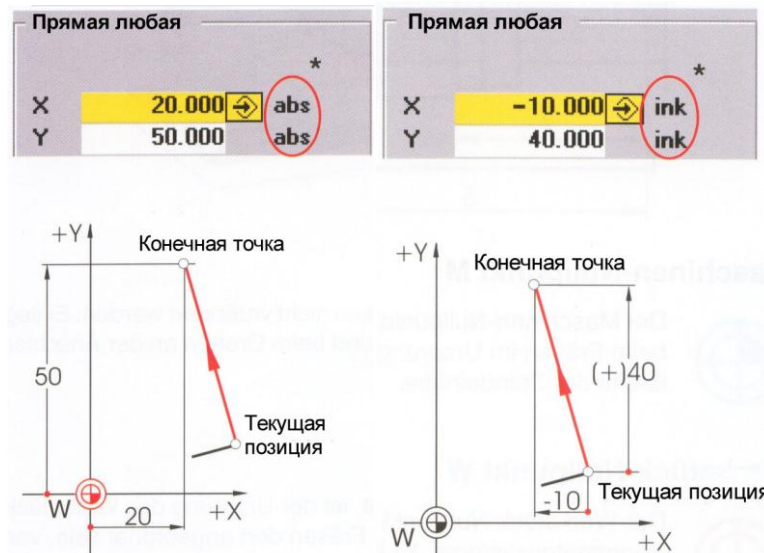 Прямая любая
*
X 20.000 abs
Y 50.000 abs
Прямая любая
*
X -10.000 ink
Y 40.000 ink
+Y
Конечная точка
50
Текущая
позиция
W
20
+X
+Y
Конечная точка
(+)40
-10
Текущая позиция
W
+X